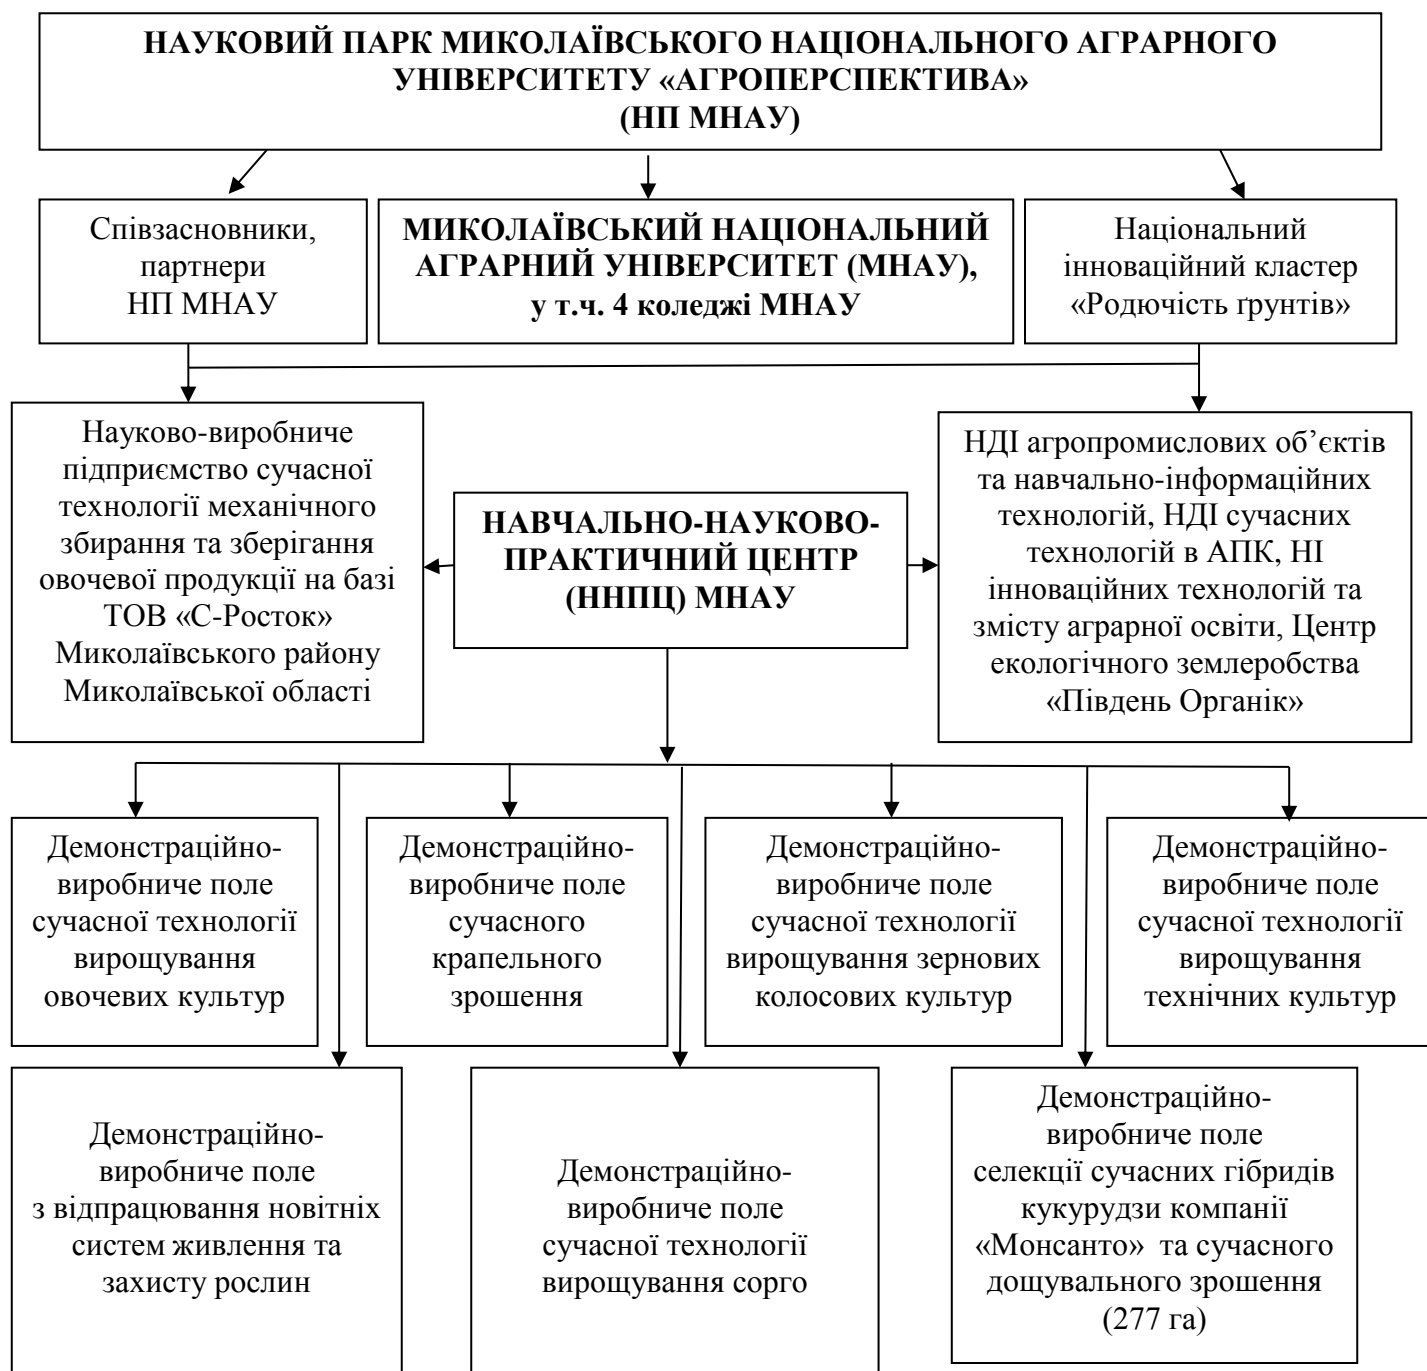 НАУКОВИЙ ПАРК МИКОЛАЇВСЬКОГО НАЦІОНАЛЬНОГО АГРАРНОГО
УНІВЕРСИТЕТУ «АГРОПЕРСПЕКТИВА»
(НП МНАУ)
Співзасновники,
партнери
НП МНАУ
МИКОЛАЇВСЬКИЙ НАЦІОНАЛЬНИЙ
АГРАРНИЙ УНІВЕРСИТЕТ (МНАУ),
у т.ч. 4 коледжі МНАУ
Національний
інноваційний кластер
«Родючість ґрунтів»
Науково-виробниче
підприємство сучасної
технології механічного
збирання та зберігання
овочевої продукції на базі
ТОВ «С-Росток»
Миколаївського району
Миколаївської області
НАВЧАЛЬНО-НАУКОВО-
ПРАКТИЧНИЙ ЦЕНТР
(ННПЦ) МНАУ
НДІ агропромислових об’єктів
та навчально-інформаційних
технологій, НДІ сучасних
технологій в АПК, НІ
інноваційних технологій та
змісту аграрної освіти, Центр
екологічного землеробства
«Південь Органік»
Демонстраційно-
виробниче поле
сучасної технології
вирощування
овочевих культур
Демонстраційно-
виробниче поле
сучасного
крапельного
зрошення
Демонстраційно-
виробниче поле
сучасної технології
вирощування зернових
колосових культур
Демонстраційно-
виробниче поле
сучасної технології
вирощування
технічних культур
Демонстраційно-
виробниче поле
з відпрацювання новітніх
систем живлення та
захисту рослин
Демонстраційно-
виробниче поле
сучасної технології
вирощування сорго
Демонстраційно-
виробниче поле
селекції сучасних гібридів
кукурудзи компанії
«Монсанто» та сучасного
дощувального зрошення
(277 га)